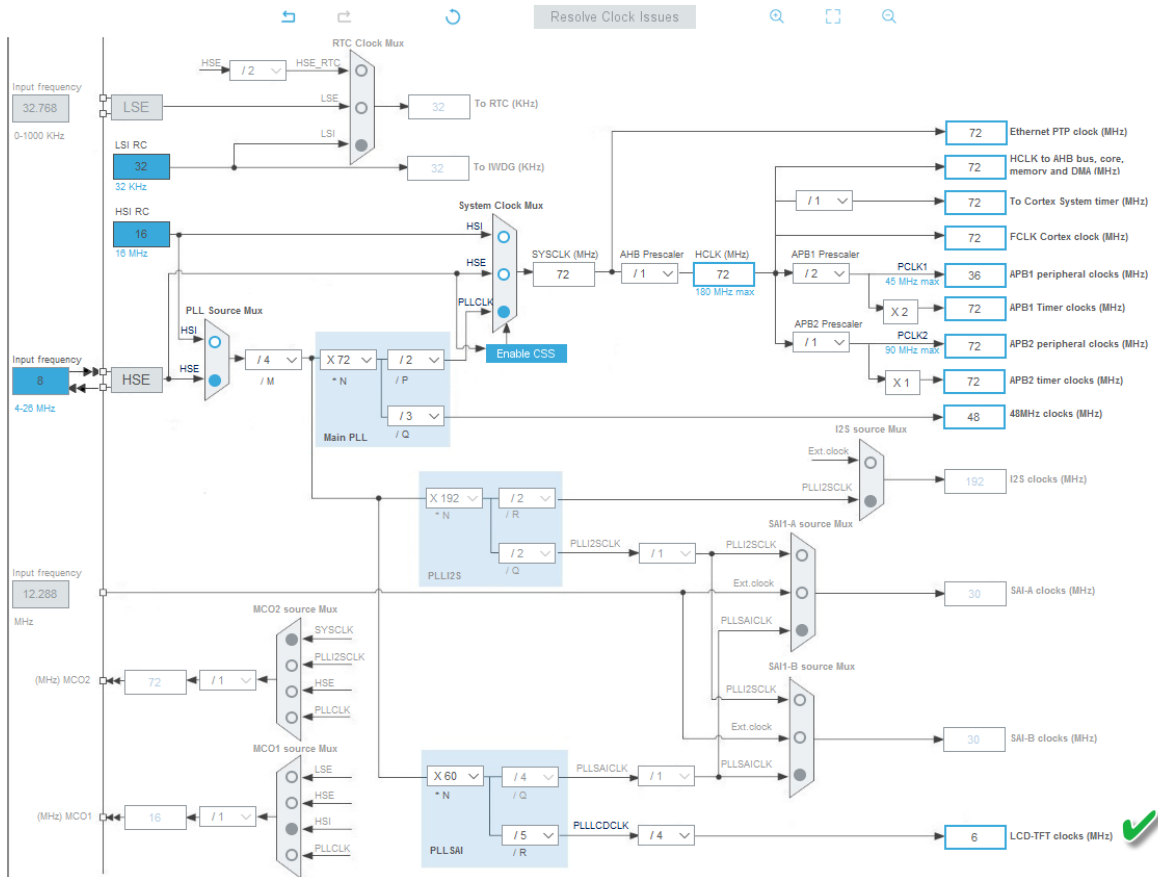 Resolve Clock Issues
RTC Clock Mux
HSE
/ 2
HSE_RTC
Input frequency
32.768
0-1000 KHz
LSE
LSE
32
To RTC (KHz)
LSI RC
32
32 KHz
LSI
32
To IWDG (KHz)
72
Ethernet PTP clock (MHz)
72
HCLK to AHB bus, core,
memory and DMA (MHz)
/ 1
72
To Cortex System timer (MHz)
72
FCLK Cortex clock (MHz)
HSI RC
16
16 MHz
System Clock Mux
HSI
HSE
PLLCLK
SYSCLK (MHz)
72
AHB Prescaler
/ 1
HCLK (MHz)
72
180 MHz max
APB1 Prescaler
/ 2
PCLK1
45 MHz max
36
APB1 peripheral clocks (MHz)
X 2
72
APB1 Timer clocks (MHz)
APB2 Prescaler
/ 1
PCLK2
90 MHz max
72
APB2 peripheral clocks (MHz)
X 1
72
APB2 timer clocks (MHz)
Enable CSS
PLL Source Mux
HSI
HSE
Input frequency
8
4-26 MHz
HSE
/ 4
/ M
X 72
* N
/ 2
/ P
/ 3
/ Q
Main PLL
48
48MHz clocks (MHz)
I2S source Mux
Ext.clock
PLLI2SCLK
192
I2S clocks (MHz)
X 192
* N
/ 2
/ R
/ 2
/ Q
PLLI2S
PLLI2SCLK
/ 1
SAI1-A source Mux
PLLI2SCLK
Ext.clock
PLLSAICLK
30
SAI-A clocks (MHz)
Input frequency
12.288
MHz
MCO2 source Mux
SYSCLK
PLLI2SCLK
HSE
PLLCLK
(MHz) MCO2
72
/ 1
SAI1-B source Mux
PLLI2SCLK
Ext.clock
PLLSAICLK
30
SAI-B clocks (MHz)
MCO1 source Mux
LSE
HSE
HSI
PLLCLK
(MHz) MCO1
16
/ 1
X 60
* N
/ 4
/ Q
PLLSAICLK
/ 1
/ 5
/ R
PLLSAI
PLLLCDCLK
/ 4
6
LCD-TFT clocks (MHz)